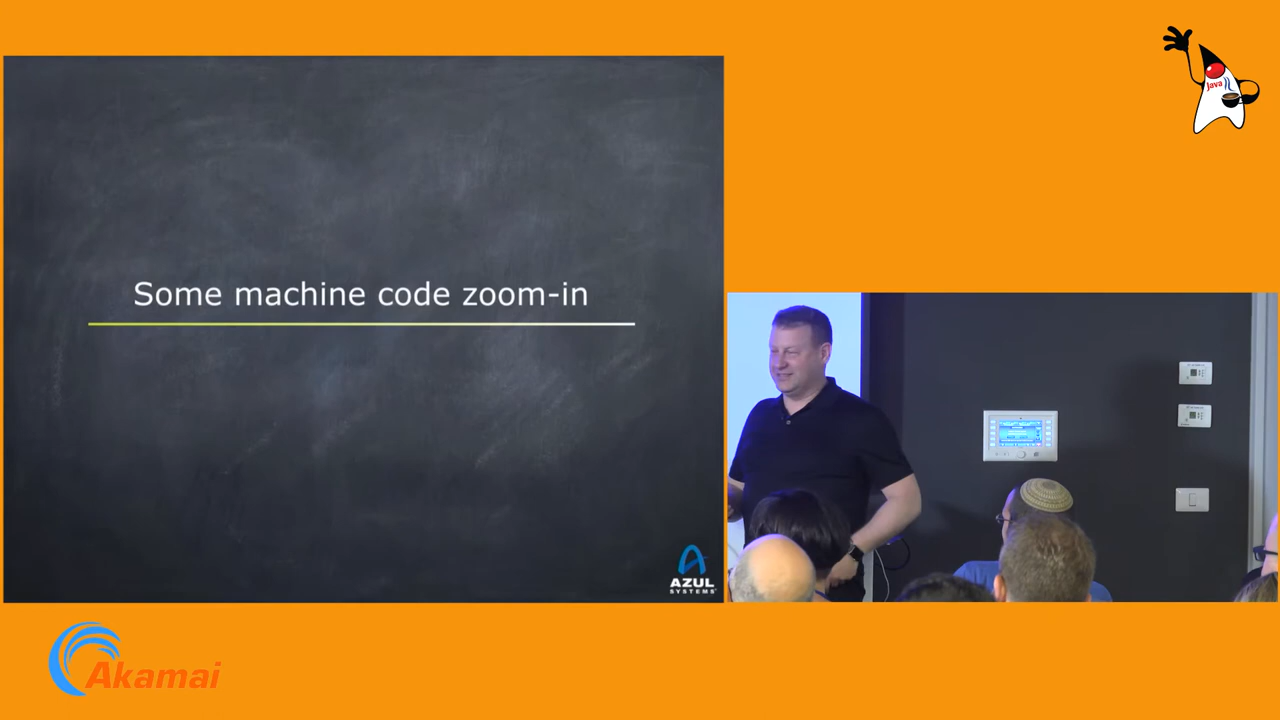 Some machine code zoom-in
AZUL
SYSTEMS
Java
Akamai